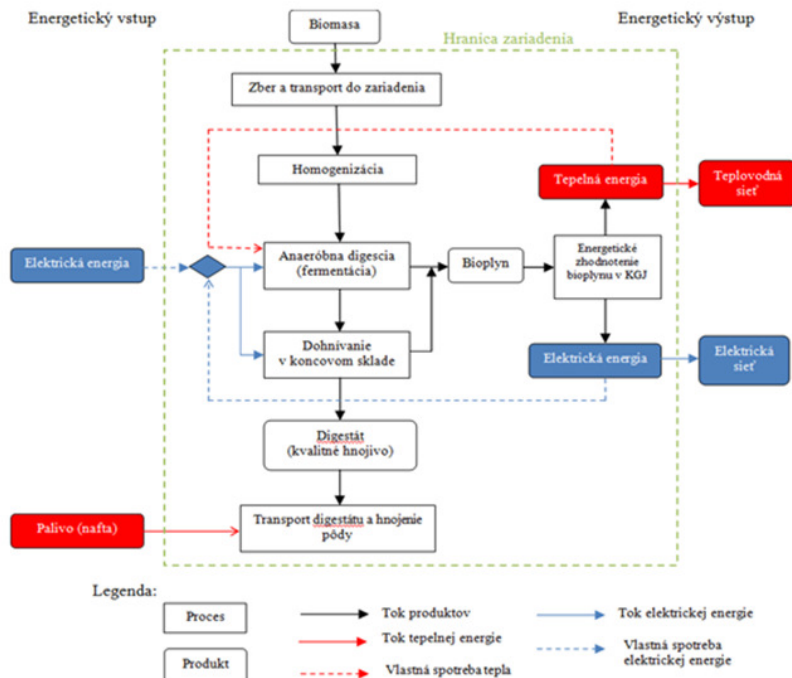 Energetický vstup
Biomasa
Energetický výstup
Hranica zariadenia
Zber a transport do zariadenia
Homogenizácia
Tepelná energia
Teplovodná
sieť
Elektrická energia
Anaeróbna digescia
(fermentácia)
Bioplyn
Energetické
zhodnotenie
bioplynu v KGJ
Dohnívanie
v koncovom sklade
Elektrická energia
Elektrická
sieť
Digestát
(kvalitné hnojivo)
Palivo (nafta)
Transport digestátu a hnojenie
pôdy
Legenda:
Proces
Produkt
Tok produktov
Tok tepelnej energie
Vlastná spotreba tepla
Tok elektrickej energie
Vlastná spotreba
elektrickej energie